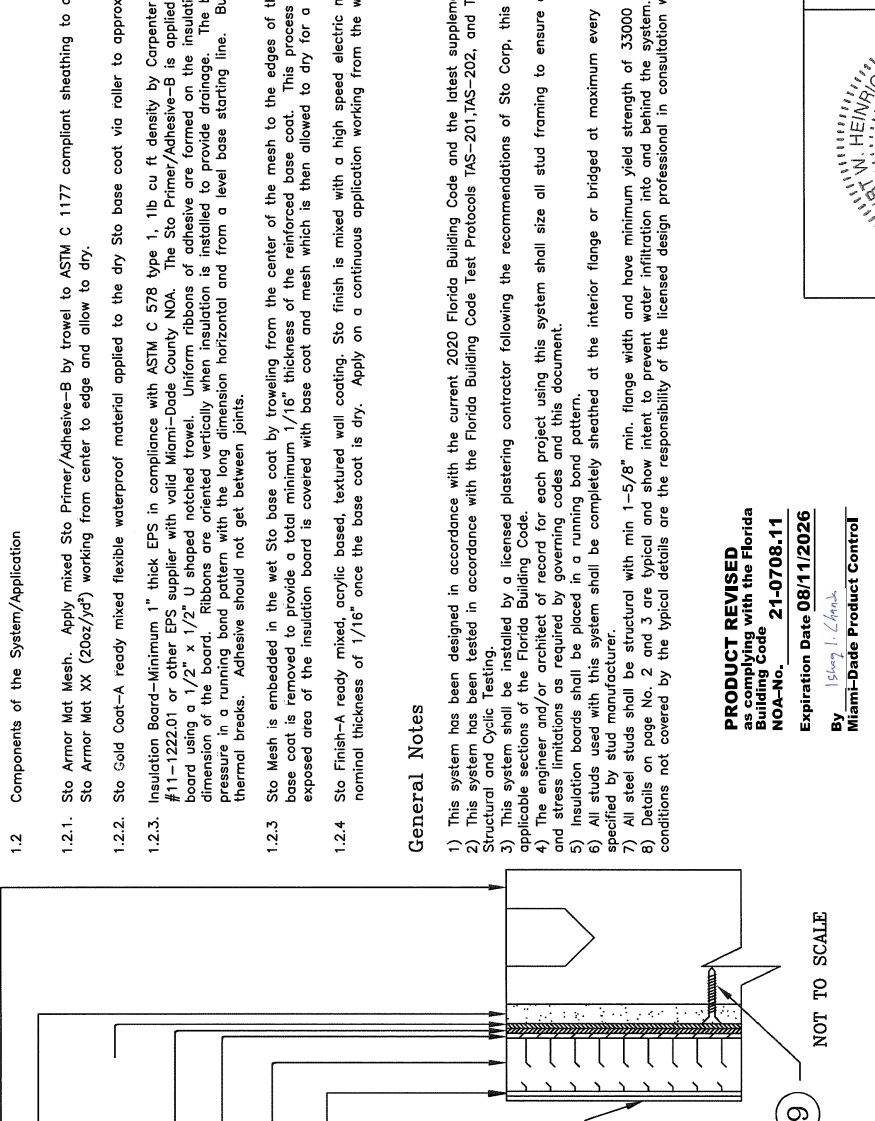 1.2 Components of the System/Application
1.2.1. Sto Armor Mat Mesh. Apply mixed Sto Primer/Adhesive-B by trowel to ASTM C 1177 compliant sheathing to
Sto Armor Mat XX (20oz/yd²) working from center to edge and allow to dry.
1.2.2. Sto Gold Coat-A ready mixed flexible waterproof material applied to the dry Sto base coat via roller to approx
1.2.3. Insulation Board-Minimum 1" thick EPS in compliance with ASTM C 578 type 1, 1lb cu ft density by Carpenter
#11-1222.01 or other EPS supplier with valid Miami-Dade County NOA. The Sto Primer/Adhesive-B is applied
board using a 1/2" x 1/2" U shaped notched trowel. Uniform ribbons of adhesive are formed on the insulati
dimension of the board. Ribbons are oriented vertically when insulation is installed to provide drainage. The b
pressure in a running bond pattern with the long dimension horizontal and from a level base starting line. Bu
thermal breaks. Adhesive should not get between joints.
1.2.3 Sto Mesh is embedded in the wet Sto base coat by troweling from the center of the mesh to the edges of th
base coat is removed to provide a total minimum 1/16" thickness of the reinforced base coat. This process
exposed area of the insulation board is covered with base coat and mesh which is then allowed to dry for a
1.2.4 Sto Finish-A ready mixed, acrylic based, textured wall coating. Sto finish is mixed with a high speed electric
nominal thickness of 1/16" once the base coat is dry. Apply on a continuous application working from the w
General Notes
1) This system has been designed in accordance with the current 2020 Florida Building Code and the latest suppleme
2) This system has been tested in accordance with the Florida Building Code Test Protocols TAS-201,TAS-202, and T
Structural and Cyclic Testing.
3) This system shall be installed by a licensed plastering contractor following the recommendations of Sto Corp, this
applicable sections of the Florida Building Code.
4) The engineer and/or architect of record for each project using this system shall size all stud framing to ensure
and stress limitations as required by governing codes and this document.
5) Insulation boards shall be placed in a running bond pattern.
6) All studs used with this system shall be completely sheathed at the interior flange or bridged at maximum every
specified by stud manufacturer.
7) All steel studs shall be structural with min 1-5/8" min. flange width and have minimum yield strength of 33000
8) Details on page No. 2 and 3 are typical and show intent to prevent water infiltration into and behind the system.
conditions not covered by the typical details are the responsibility of the licensed design professional in consultation w
PRODUCT REVISED
as complying with the Florida
Building Code
NOA-No. 21-0708.11
Expiration Date 08/11/2026
By Ishaq I. Chanda
Miami-Dade Product Control
W. HEINRIC
NOT TO SCALE
9